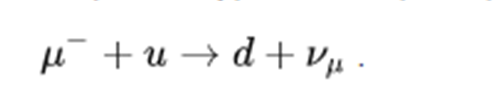 μ⁻ + u → d + ν_μ .